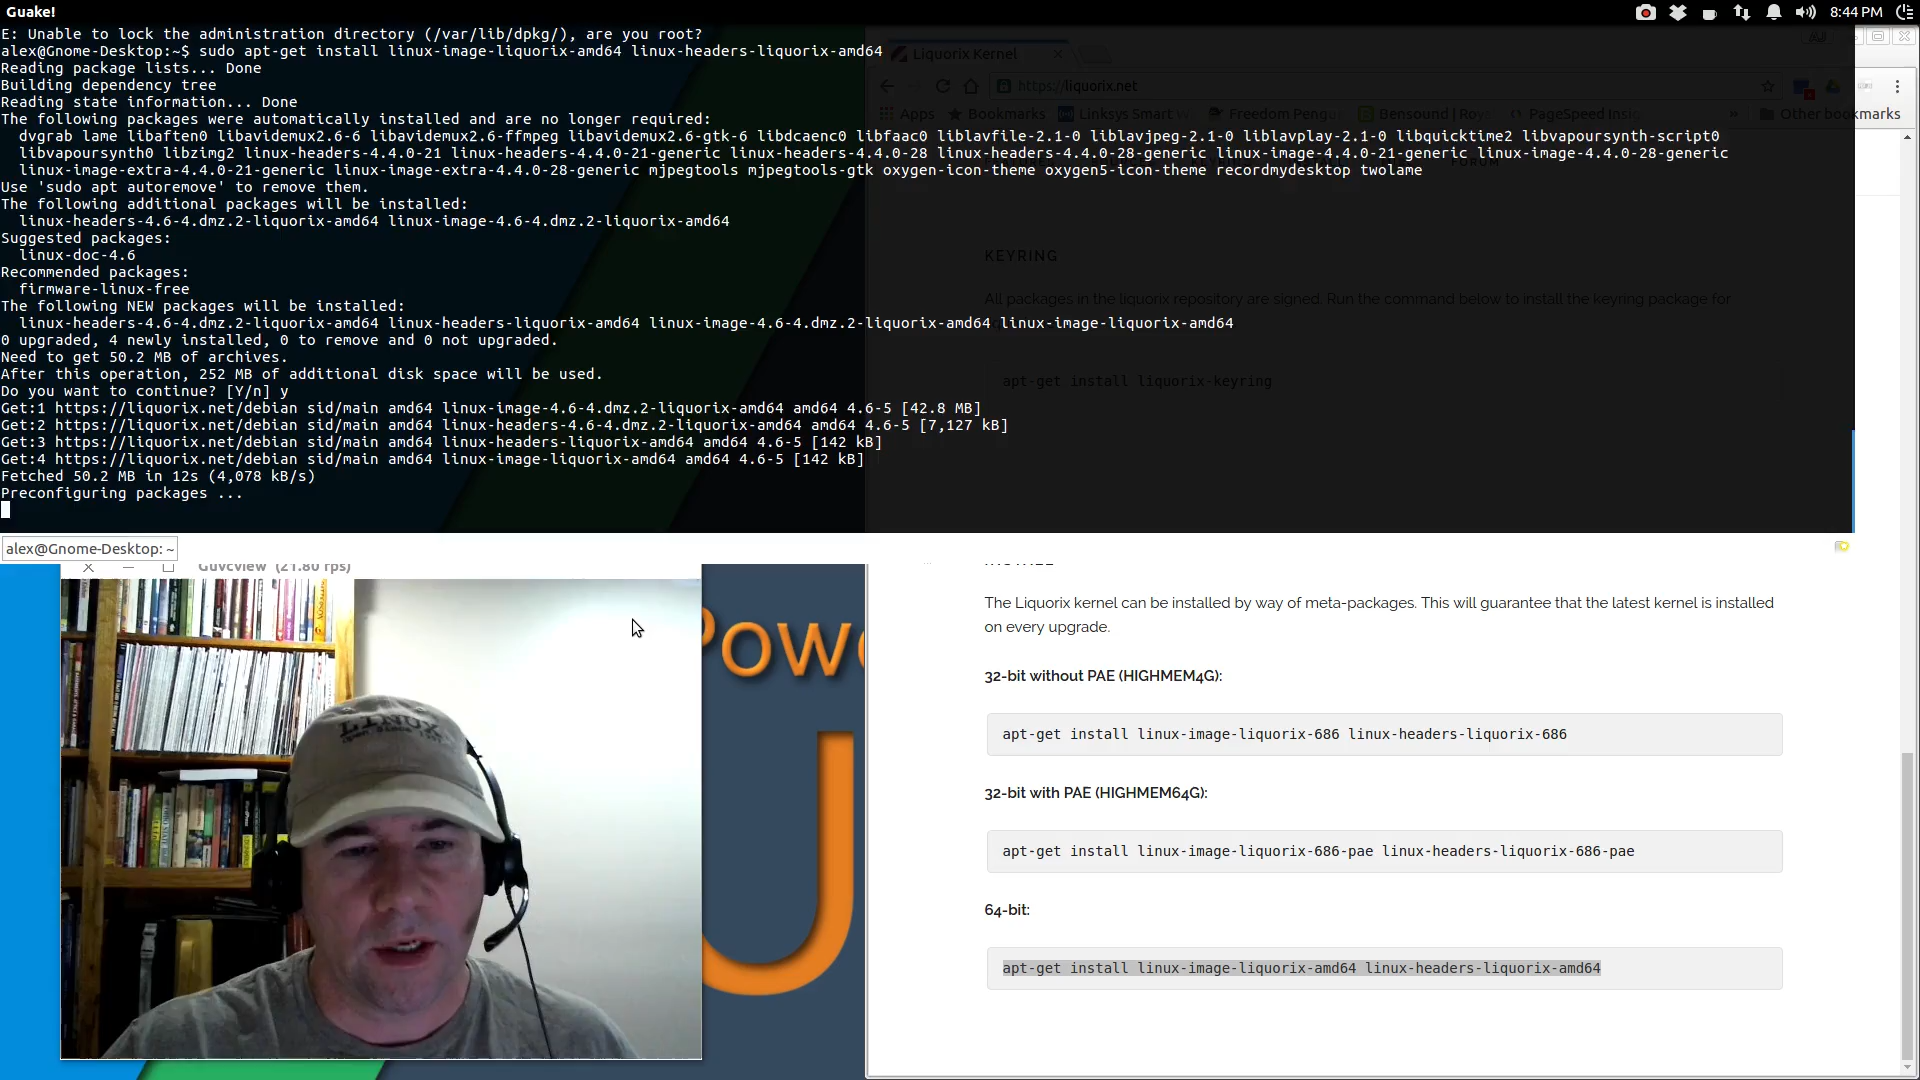 Guake!
8:44 PM
E: Unable to lock the administration directory (/var/lib/dpkg/), are you root?
alex@Gnome-Desktop:~$ sudo apt-get install linux-image-liquorix-amd64 linux-headers-liquorix-amd64
Reading package lists... Done
Building dependency tree
Reading state information... Done
The following packages were automatically installed and are no longer required:
dvgrab lame libaften0 libavidemux2.6-6 libavidemux2.6-ffmpeg libavidemux2.6-gtk-6 libdcaenc0 libfaac0 liblavfile-2.1-0 liblavjpeg-2.1-0 liblavplay-2.1-0 libquicktime2 libvapoursynth-script0
libvapoursynth0 libzimg2 linux-headers-4.4.0-21 linux-headers-4.4.0-21-generic linux-headers-4.4.0-28 linux-headers-4.4.0-28-generic linux-image-4.4.0-21-generic linux-image-4.4.0-28-generic
linux-image-extra-4.4.0-21-generic linux-image-extra-4.4.0-28-generic mjpegtools mjpegtools-gtk oxygen-icon-theme oxygen5-icon-theme recordmydesktop twolame
Use 'sudo apt autoremove' to remove them.
The following additional packages will be installed:
linux-headers-4.6-4.dmz.2-liquorix-amd64 linux-image-4.6-4.dmz.2-liquorix-amd64
Suggested packages:
linux-doc-4.6
Recommended packages:
firmware-linux-free
The following NEW packages will be installed:
linux-headers-4.6-4.dmz.2-liquorix-amd64 linux-headers-liquorix-amd64 linux-image-4.6-4.dmz.2-liquorix-amd64 linux-image-liquorix-amd64
0 upgraded, 4 newly installed, 0 to remove and 0 not upgraded.
Need to get 50.2 MB of archives.
After this operation, 252 MB of additional disk space will be used.
Do you want to continue? [Y/n] y
Get:1 https://liquorix.net/debian sid/main amd64 linux-image-4.6-4.dmz.2-liquorix-amd64 amd64 4.6-5 [42.8 MB]
Get:2 https://liquorix.net/debian sid/main amd64 linux-headers-4.6-4.dmz.2-liquorix-amd64 amd64 4.6-5 [7,127 kB]
Get:3 https://liquorix.net/debian sid/main amd64 linux-headers-liquorix-amd64 amd64 4.6-5 [142 kB]
Get:4 https://liquorix.net/debian sid/main amd64 linux-image-liquorix-amd64 amd64 4.6-5 [142 kB]
Fetched 50.2 MB in 12s (4,078 kB/s)
Preconfiguring packages ...
alex@Gnome-Desktop: ~
Liquorix Kernel
https://liquorix.net
Apps Bookmarks Linksys Smart W Freedom Peng Bensound | Roy PageSpeed Insi » Other bookmarks
FORUM
KEYRING
All packages in the liquorix repository are signed. Run the command below to install the keyring package for
apt-get install liquorix-keyring
The Liquorix kernel can be installed by way of meta-packages. This will guarantee that the latest kernel is installed
on every upgrade.
32-bit without PAE (HIGHMEM4G):
apt-get install linux-image-liquorix-686 linux-headers-liquorix-686
32-bit with PAE (HIGHMEM64G):
apt-get install linux-image-liquorix-686-pae linux-headers-liquorix-686-pae
64-bit:
apt-get install linux-image-liquorix-amd64 linux-headers-liquorix-amd64
Guvcview (21.80 fps)
LINUX
Powe
U